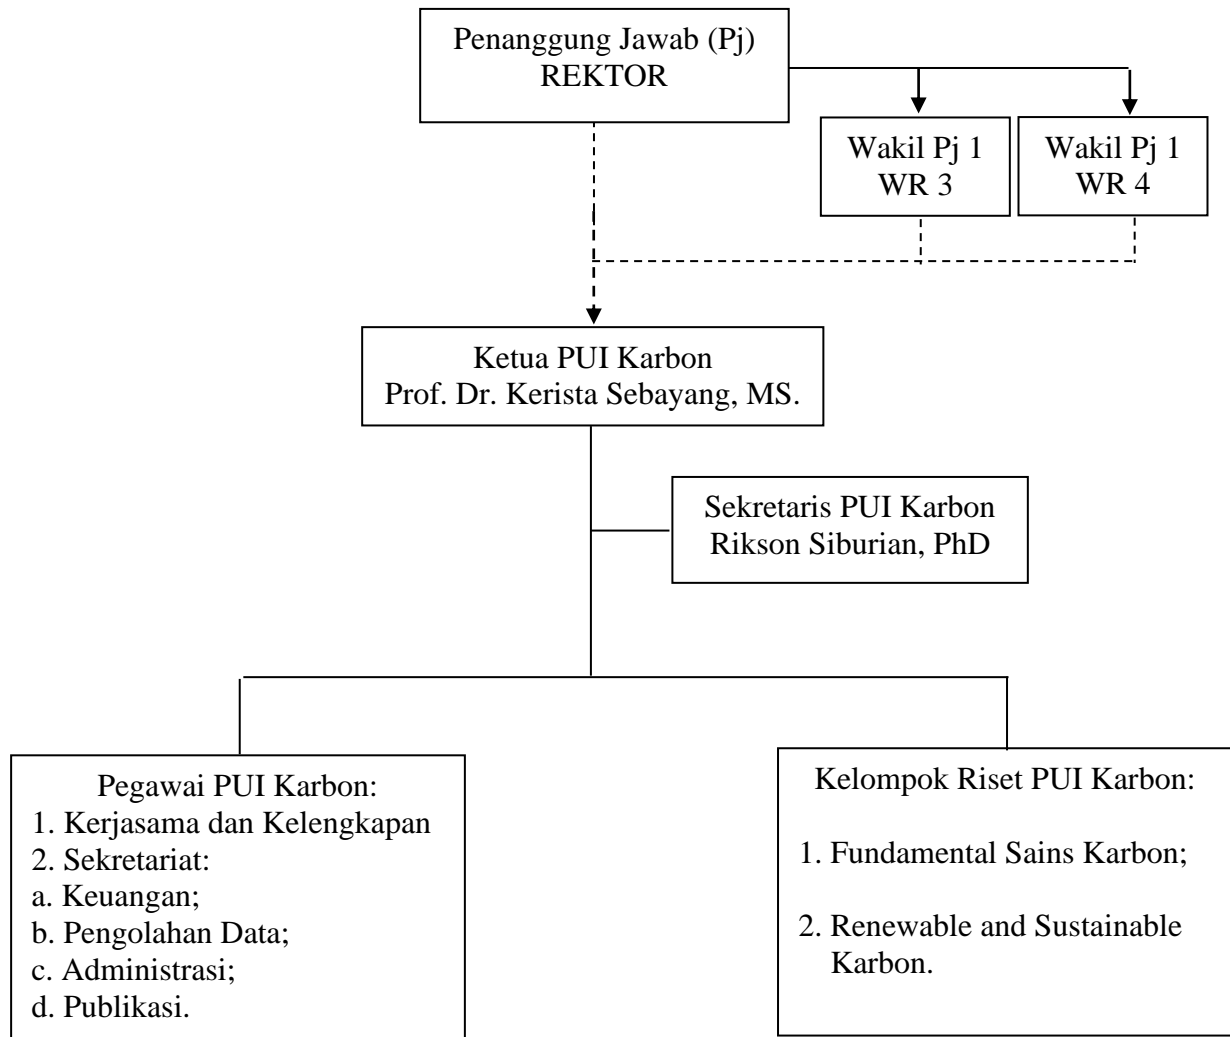 Penanggung Jawab (Pj)
REKTOR
Wakil Pj 1
WR 3
Wakil Pj 1
WR 4
Ketua PUI Karbon
Prof. Dr. Kerista Sebayang, MS.
Sekretaris PUI Karbon
Rikson Siburian, PhD
Pegawai PUI Karbon:
1. Kerjasama dan Kelengkapan
2. Sekretariat:
a. Keuangan;
b. Pengolahan Data;
c. Administrasi;
d. Publikasi.
Kelompok Riset PUI Karbon:
1. Fundamental Sains Karbon;
2. Renewable and Sustainable
Karbon.